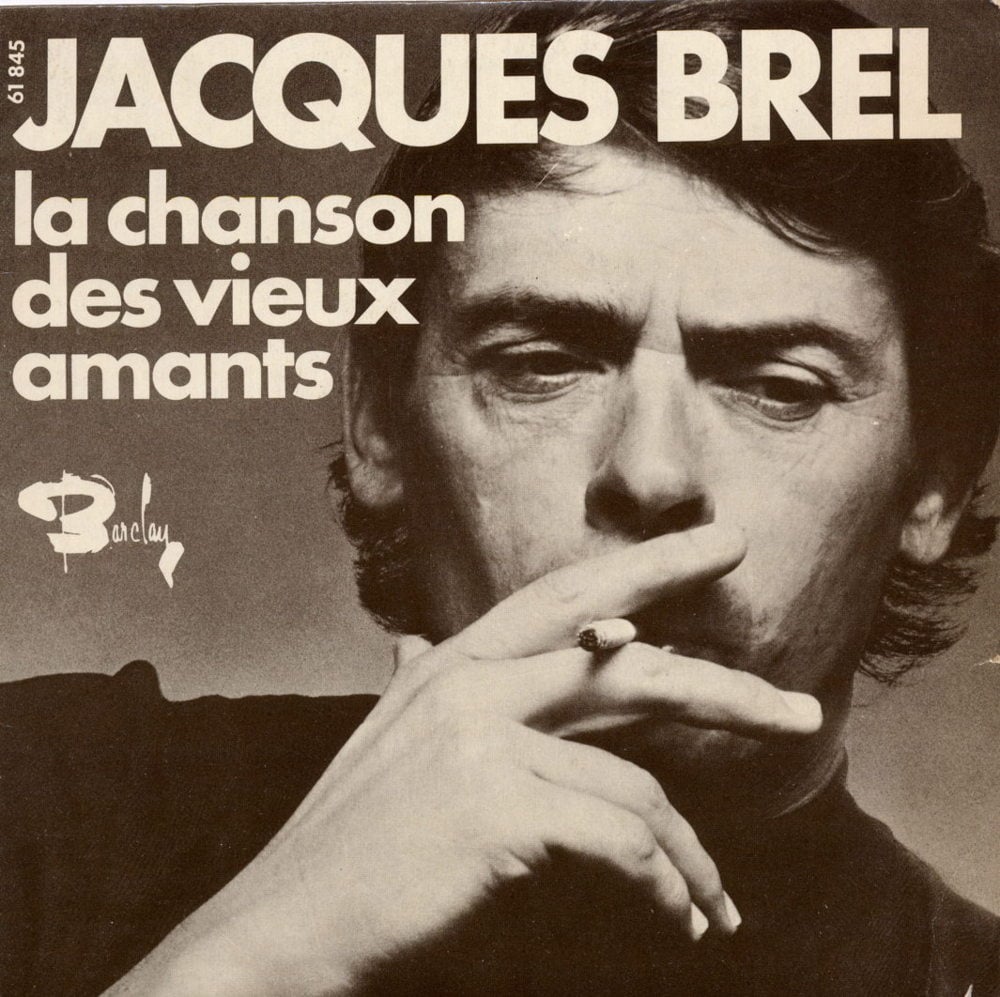 61 845
JACQUES BREL
la chanson
des vieux
amants
Barclay